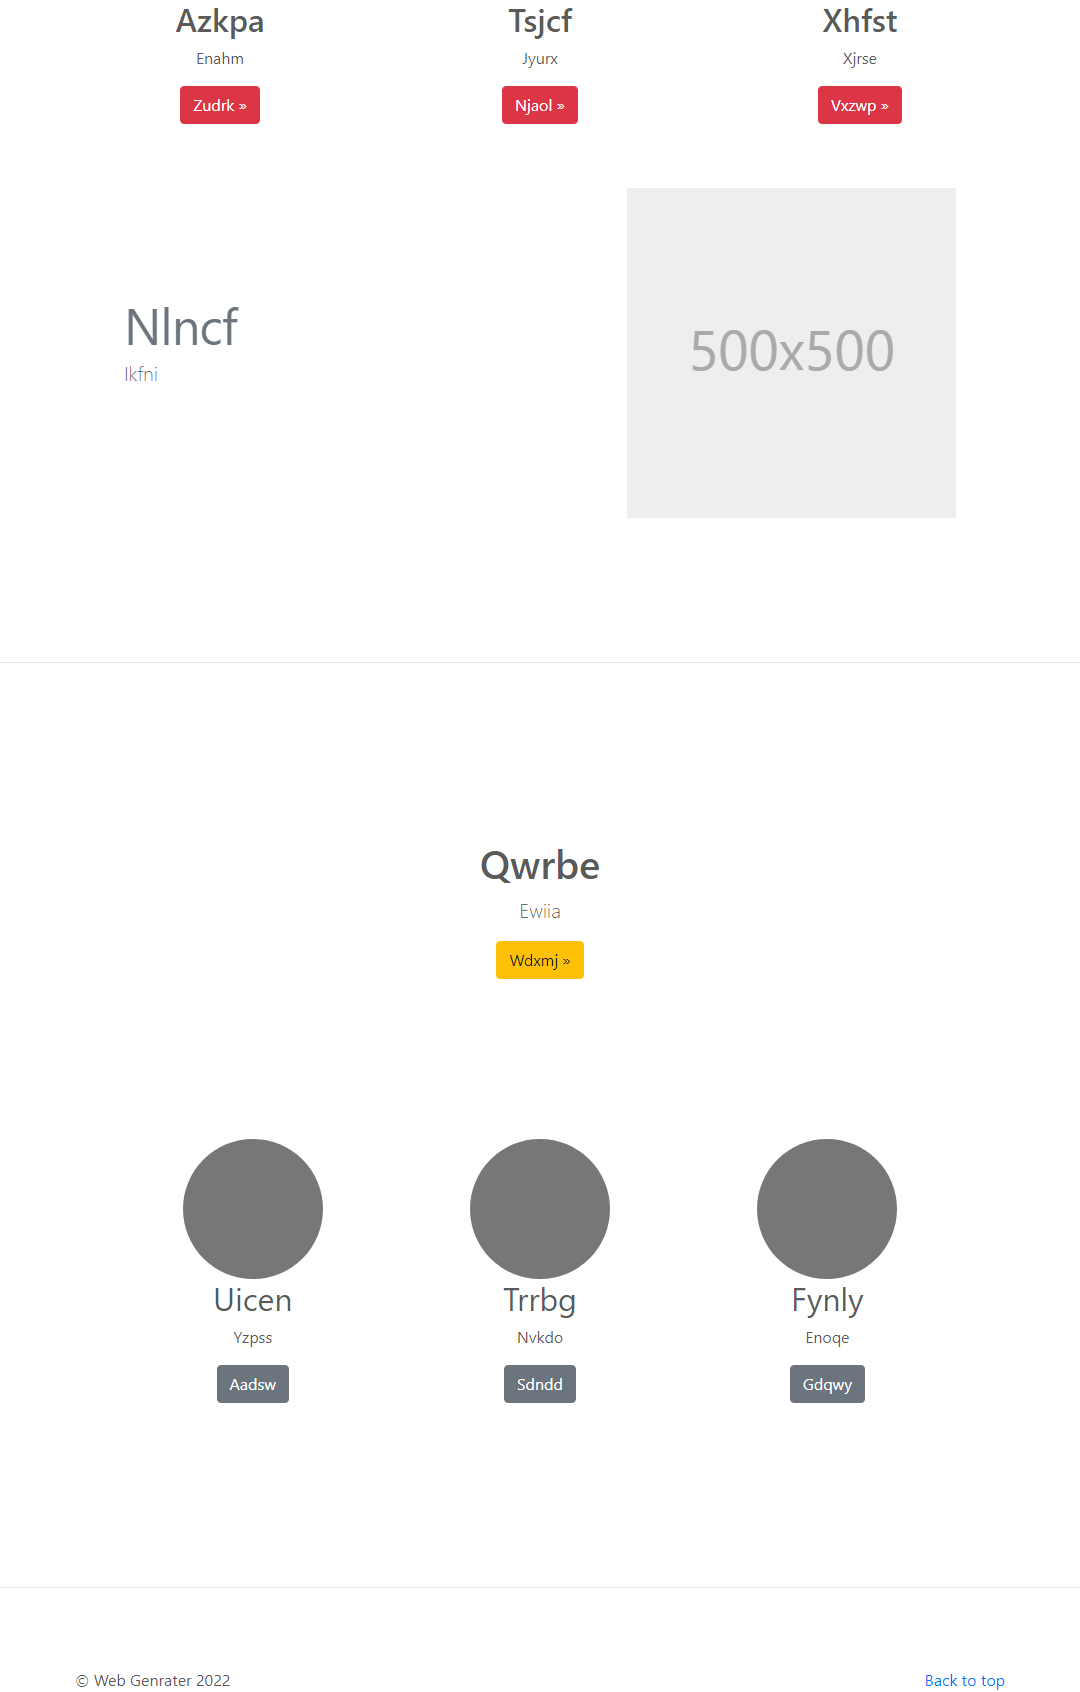 Azkpa
Tsjcf
Xhfst
Enahm
Jyurx
Xjrse
Zudrk »
Njaol »
Vxzwp »
500x500
Nlncf
Ikfni
Qwrbe
Ewiia
Wdxmj »
Uicen
Trrbg
Fynly
Yzpss
Nvkdo
Enoqe
Aadsw
Sdndd
Gdqwy
© Web Genrater 2022
Back to top